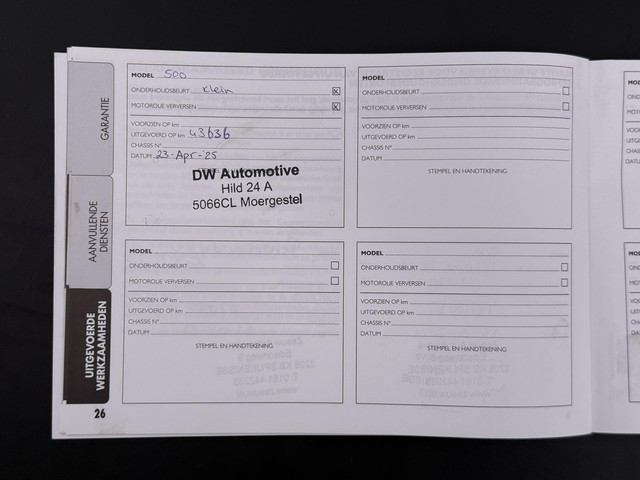 GARANTIE
AANVULLENDE
DIENSTEN
UITGEVOERDE
WERKZAAMHEDEN
26
MODEL 500
ONDERHOUDSBEURT klein
MOTOROLIE VERVERSEN
VOORZIEN OP km
UITGEVOERD OP km 43636
CHASSIS N°
DATUM 23-Apr-25
DW Automotive
Hild 24 A
5066CL Moergestel
MODEL
ONDERHOUDSBEURT
MOTOROLIE VERVERSEN
VOORZIEN OP km
UITGEVOERD OP km
CHASSIS N°
DATUM
STEMPEL EN HANDTEKENING
MODEL
ONDERHOUDSBEURT
MOTOROLIE VERVERSEN
VOORZIEN OP km
UITGEVOERD OP km
CHASSIS N°
DATUM
STEMPEL EN HANDTEKENING
MODEL
ONDERHOUDSBEURT
MOTOROLIE VERVERSEN
VOORZIEN OP km
UITGEVOERD OP km
CHASSIS N°
DATUM
STEMPEL EN HANDTEKENING